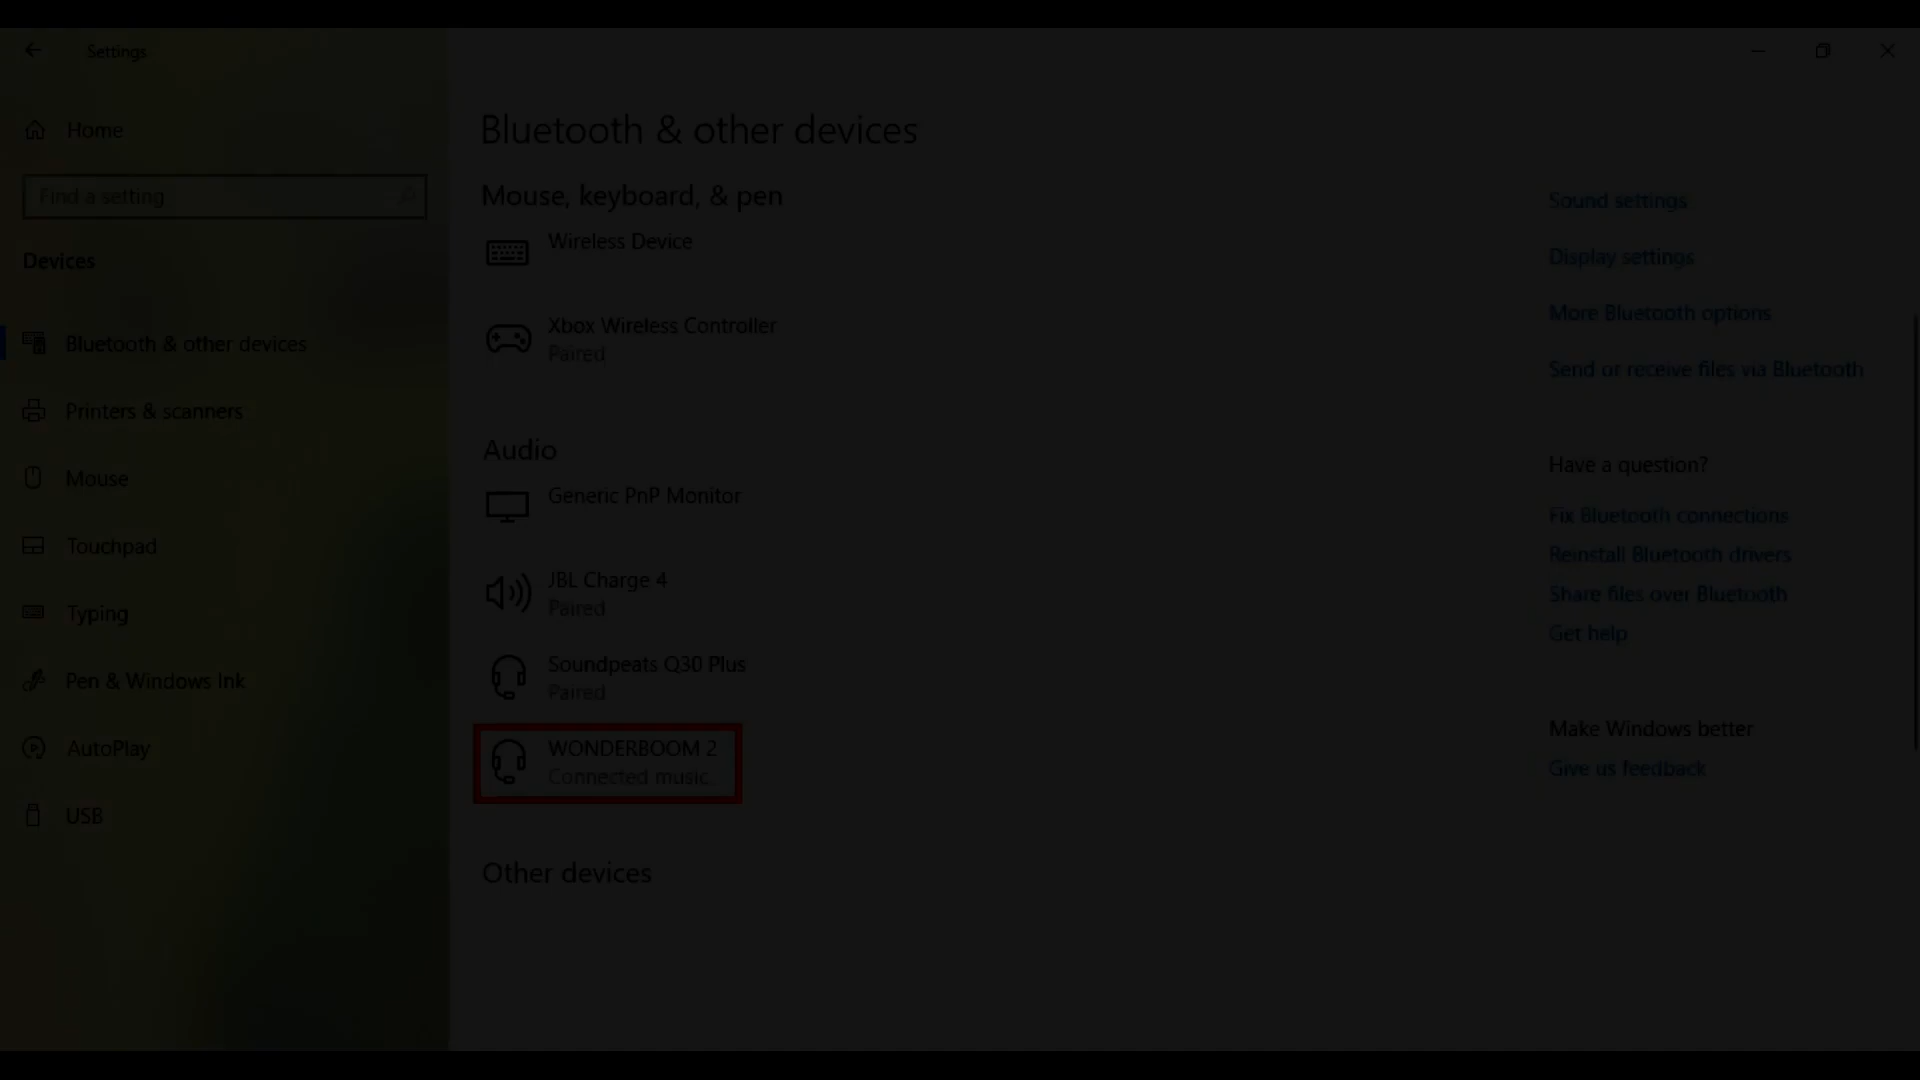 Settings
Home
Find a setting
Devices
Bluetooth & other devices
Printers & scanners
Mouse
Touchpad
Typing
Pen & Windows Ink
AutoPlay
USB
Bluetooth & other devices
Mouse, keyboard, & pen
Wireless Device
Xbox Wireless Controller
Paired
Audio
Generic PnP Monitor
JBL Charge 4
Paired
Soundpeats Q30 Plus
Paired
WONDERBOOM 2
Connected music
Other devices
Sound settings
Display settings
More Bluetooth options
Send or receive files via Bluetooth
Have a question?
Fix Bluetooth connections
Reinstall Bluetooth drivers
Share files over Bluetooth
Get help
Make Windows better
Give us feedback